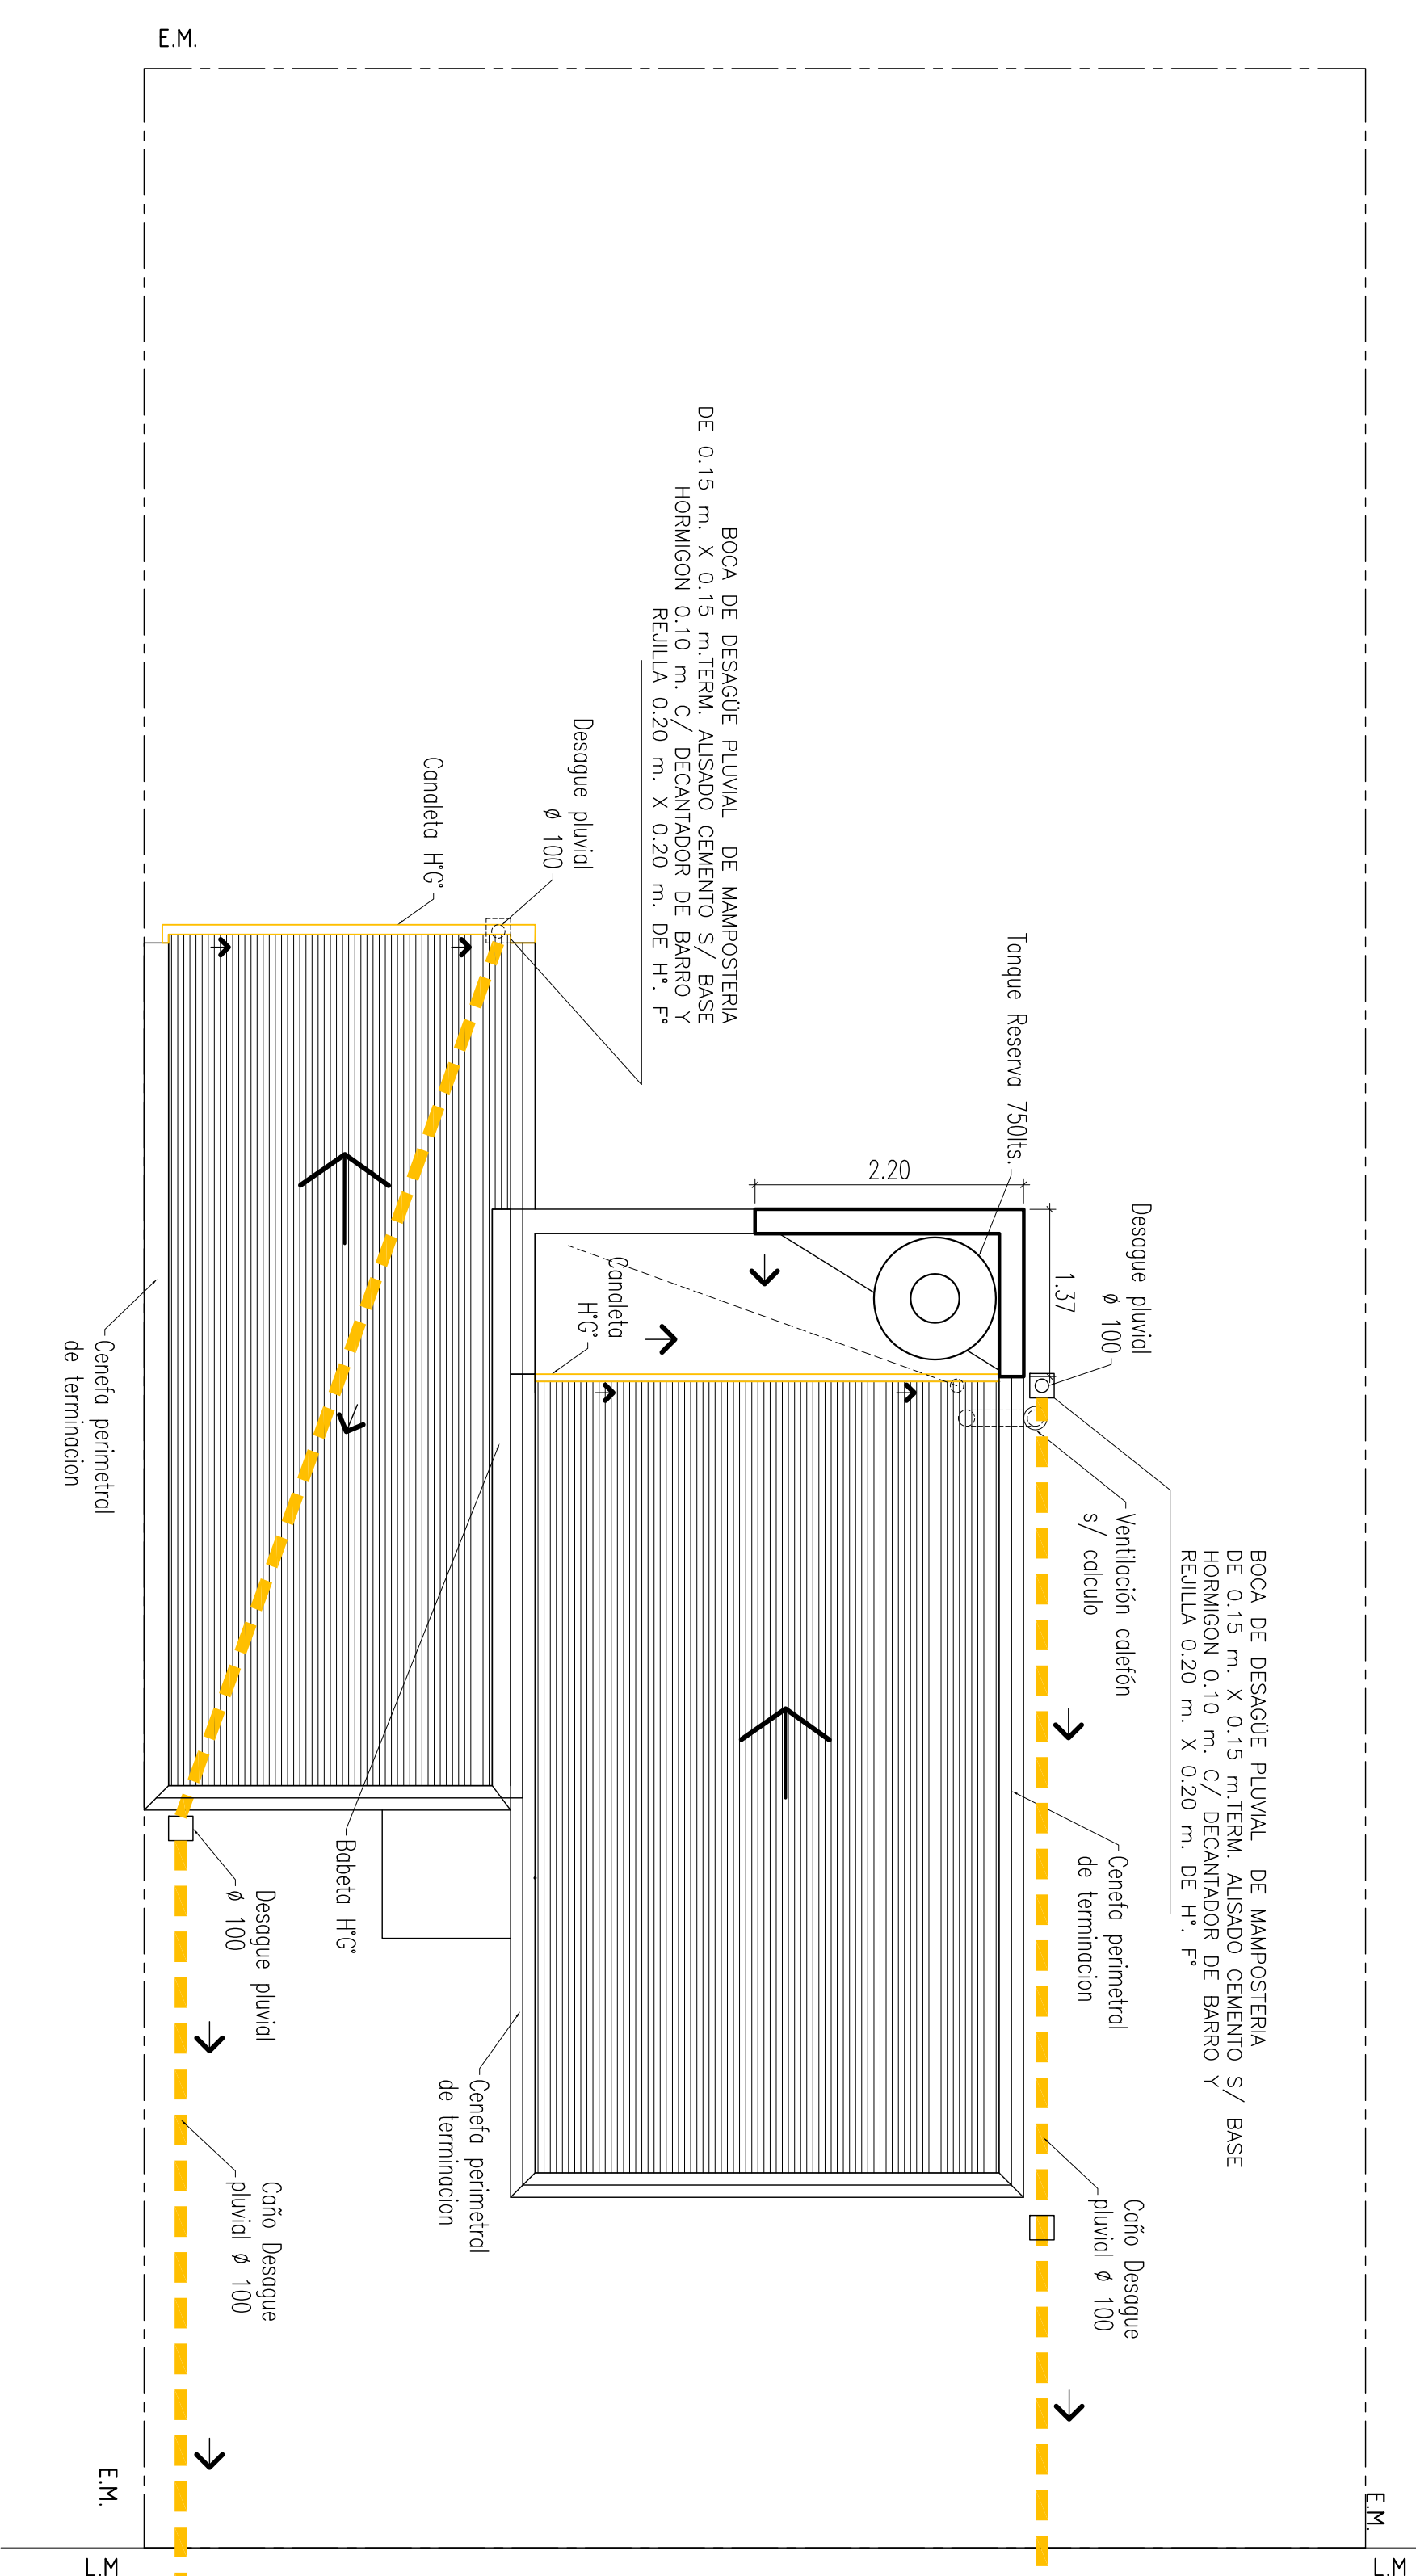 E.M.
BOCA DE DESAGÜE PLUVIAL DE MAMPOSTERIA
DE 0.15 m. X 0.15 m.TERM. ALISADO CEMENTO S/ BASE
HORMIGON 0.10 m. C/ DECANTADOR DE BARRO Y
REJILLA 0.20 m. X 0.20 m. DE H°. F°
Desague pluvial
ø 100
Canaleta H°G°
Tanque Reserva 750lts.
2.20
1.37
Desague pluvial
ø 100
Canaleta
H°G°
Cenefa perimetral
de terminacion
Ventilación calefón
s/ calculo
BOCA DE DESAGÜE PLUVIAL DE MAMPOSTERIA
DE 0.15 m. X 0.15 m.TERM. ALISADO CEMENTO S/ BASE
HORMIGON 0.10 m. C/ DECANTADOR DE BARRO Y
REJILLA 0.20 m. X 0.20 m. DE H°. F°
Cenefa perimetral
de terminacion
Babeta H°G°
Desague pluvial
ø 100
Cenefa perimetral
de terminacion
Caño Desague
pluvial ø 100
Caño Desague
pluvial ø 100
E.M.
E.M.
L.M
L.M